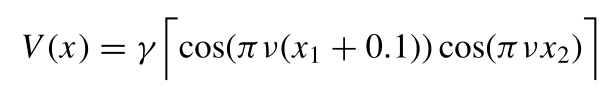 V(x) = γ⌈cos(πν(x₁ + 0.1)) cos(πνx₂)⌉